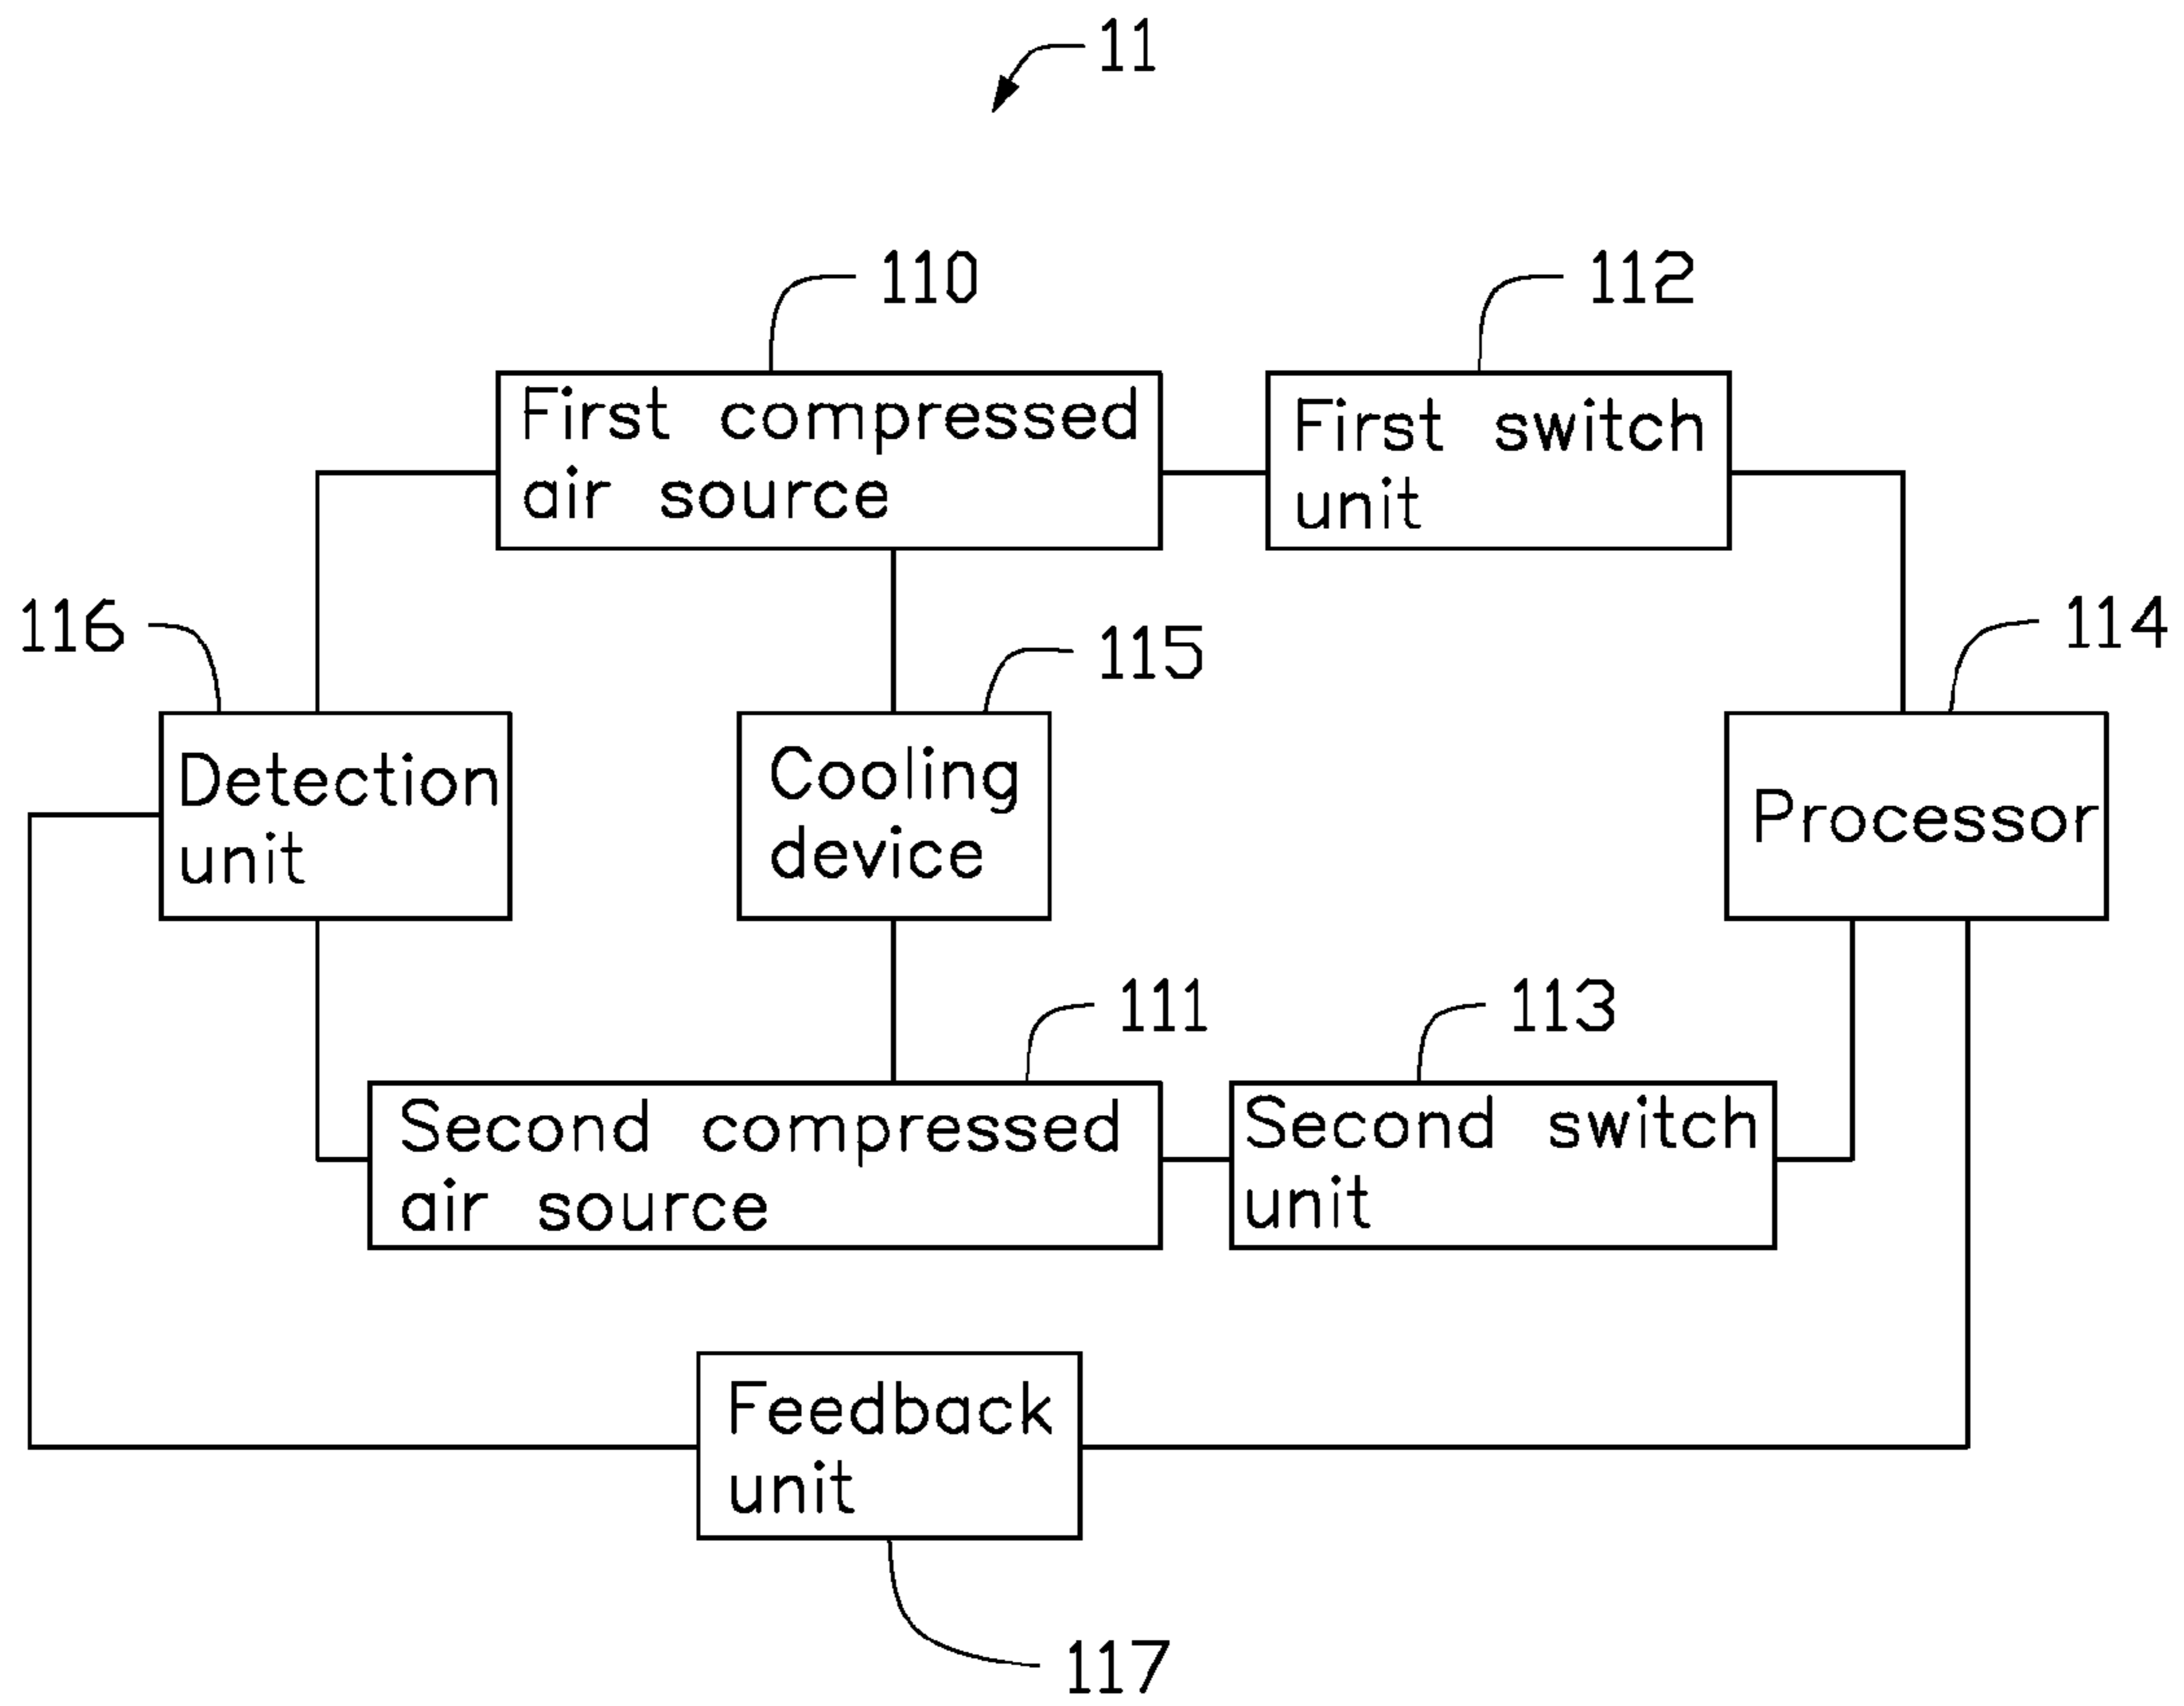 11
110
112
First compressed
air source
First switch
unit
116
115
114
Detection
unit
Cooling
device
Processor
111
113
Second compressed
air source
Second switch
unit
Feedback
unit
117